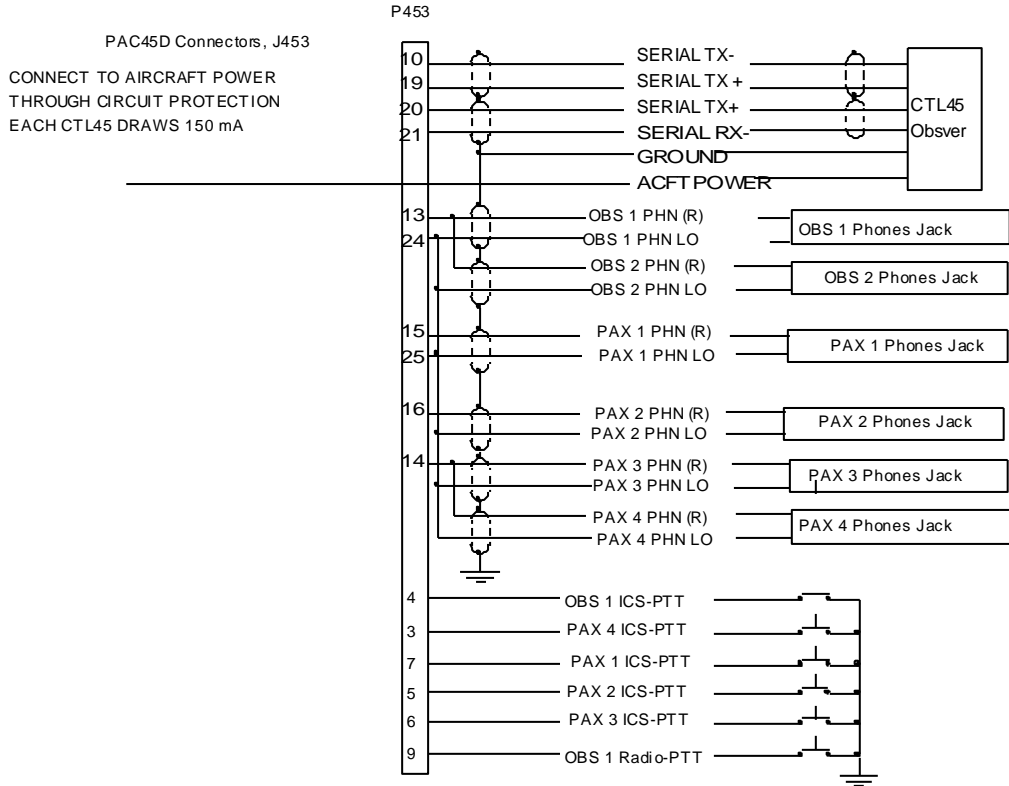 P453
PAC45D Connectors, J453
CONNECT TO AIRCRAFT POWER
THROUGH CIRCUIT PROTECTION
EACH CTL45 DRAWS 150 mA
10 SERIAL TX-
19 SERIAL TX +
20 SERIAL TX+
21 SERIAL RX-
GROUND
ACFT POWER
CTL45
Obsver
13 OBS 1 PHN (R)
24 OBS 1 PHN LO
OBS 1 Phones Jack
OBS 2 PHN (R)
OBS 2 PHN LO
OBS 2 Phones Jack
15 PAX 1 PHN (R)
25 PAX 1 PHN LO
PAX 1 Phones Jack
16 PAX 2 PHN (R)
PAX 2 PHN LO
PAX 2 Phones Jack
14 PAX 3 PHN (R)
PAX 3 PHN LO
PAX 3 Phones Jack
PAX 4 PHN (R)
PAX 4 PHN LO
PAX 4 Phones Jack
4 OBS 1 ICS-PTT
3 PAX 4 ICS-PTT
7 PAX 1 ICS-PTT
5 PAX 2 ICS-PTT
6 PAX 3 ICS-PTT
9 OBS 1 Radio-PTT